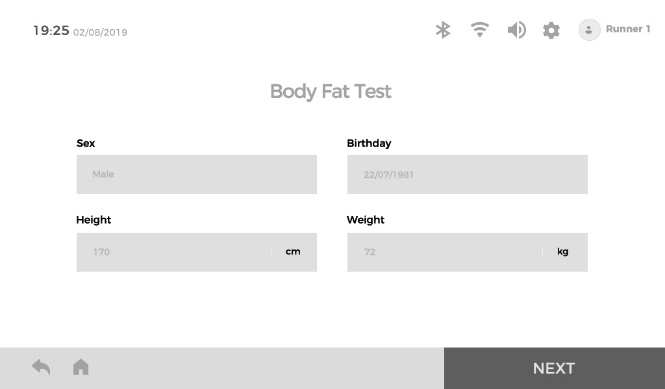 19:25 02/08/2019 Runner 1
Body Fat Test
Sex Birthday
Male 22/07/1981
Height Weight
170 cm 72 kg
NEXT